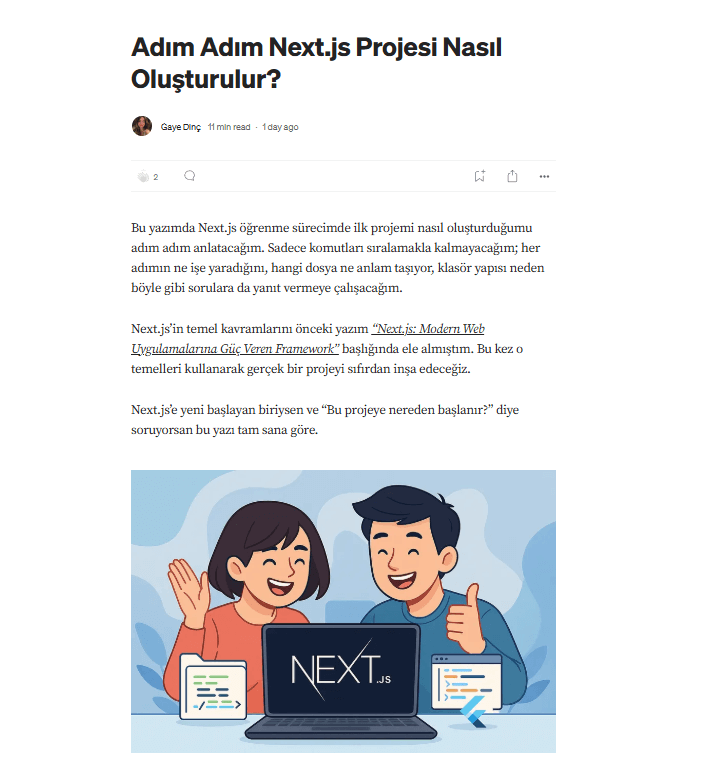 Adım Adım Next.js Projesi Nasıl
Oluşturulur?
Gaye Dinç 11 min read · 1 day ago
2
Bu yazımda Next.js öğrenme sürecimde ilk projemi nasıl oluşturduğumu
adım adım anlatacağım. Sadece komutları sıralamakla kalmayacağım; her
adımın ne işe yaradığını, hangi dosya ne anlam taşıyor, klasör yapısı neden
böyle gibi sorulara da yanıt vermeye çalışacağım.
Next.js’in temel kavramlarını önceki yazım “Next.js: Modern Web
Uygulamalarına Güç Veren Framework” başlığında ele almıştım. Bu kez o
temelleri kullanarak gerçek bir projeyi sıfırdan inşa edeceğiz.
Next.js’e yeni başlayan biriysen ve “Bu projeye nereden başlanır?” diye
soruyorsan bu yazı tam sana göre.
NEXT.JS